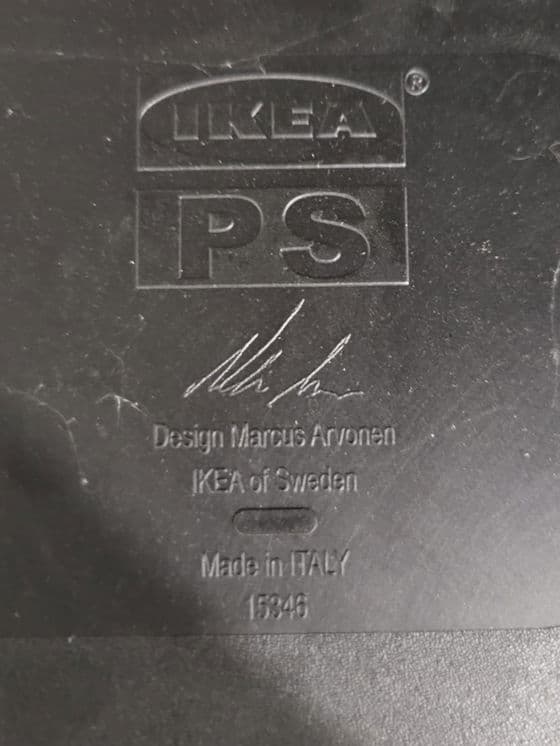 IKEA®
PS
Design Marcus Arvonen
IKEA of Sweden
Made in ITALY
15346